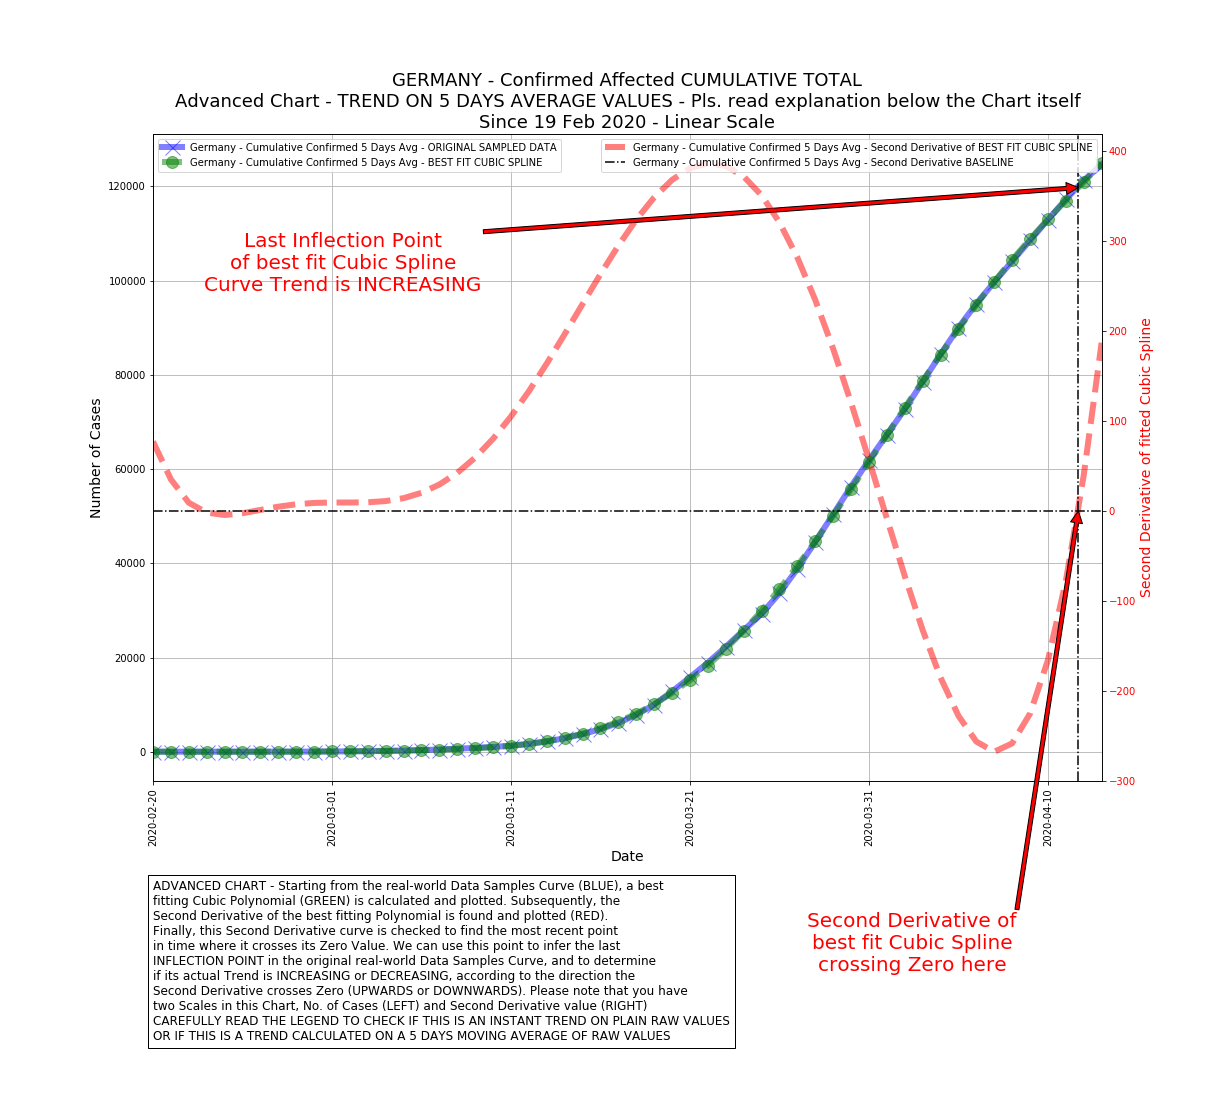 GERMANY - Confirmed Affected CUMULATIVE TOTAL
Advanced Chart - TREND ON 5 DAYS AVERAGE VALUES - Pls. read explanation below the Chart itself
Since 19 Feb 2020 - Linear Scale
Germany - Cumulative Confirmed 5 Days Avg - ORIGINAL SAMPLED DATA
Germany - Cumulative Confirmed 5 Days Avg - BEST FIT CUBIC SPLINE
Germany - Cumulative Confirmed 5 Days Avg - Second Derivative of BEST FIT CUBIC SPLINE
Germany - Cumulative Confirmed 5 Days Avg - Second Derivative BASELINE
Last Inflection Point
of best fit Cubic Spline
Curve Trend is INCREASING
Number of Cases
120000
100000
80000
60000
40000
20000
0
400
300
200
100
0
−100
−200
−300
Second Derivative of fitted Cubic Spline
2020-02-20
2020-03-01
2020-03-11
2020-03-21
2020-03-31
2020-04-10
Date
ADVANCED CHART - Starting from the real-world Data Samples Curve (BLUE), a best
fitting Cubic Polynomial (GREEN) is calculated and plotted. Subsequently, the
Second Derivative of the best fitting Polynomial is found and plotted (RED).
Finally, this Second Derivative curve is checked to find the most recent point
in time where it crosses its Zero Value. We can use this point to infer the last
INFLECTION POINT in the original real-world Data Samples Curve, and to determine
if its actual Trend is INCREASING or DECREASING, according to the direction the
Second Derivative crosses Zero (UPWARDS or DOWNWARDS). Please note that you have
two Scales in this Chart, No. of Cases (LEFT) and Second Derivative value (RIGHT)
CAREFULLY READ THE LEGEND TO CHECK IF THIS IS AN INSTANT TREND ON PLAIN RAW VALUES
OR IF THIS IS A TREND CALCULATED ON A 5 DAYS MOVING AVERAGE OF RAW VALUES
Second Derivative of
best fit Cubic Spline
crossing Zero here